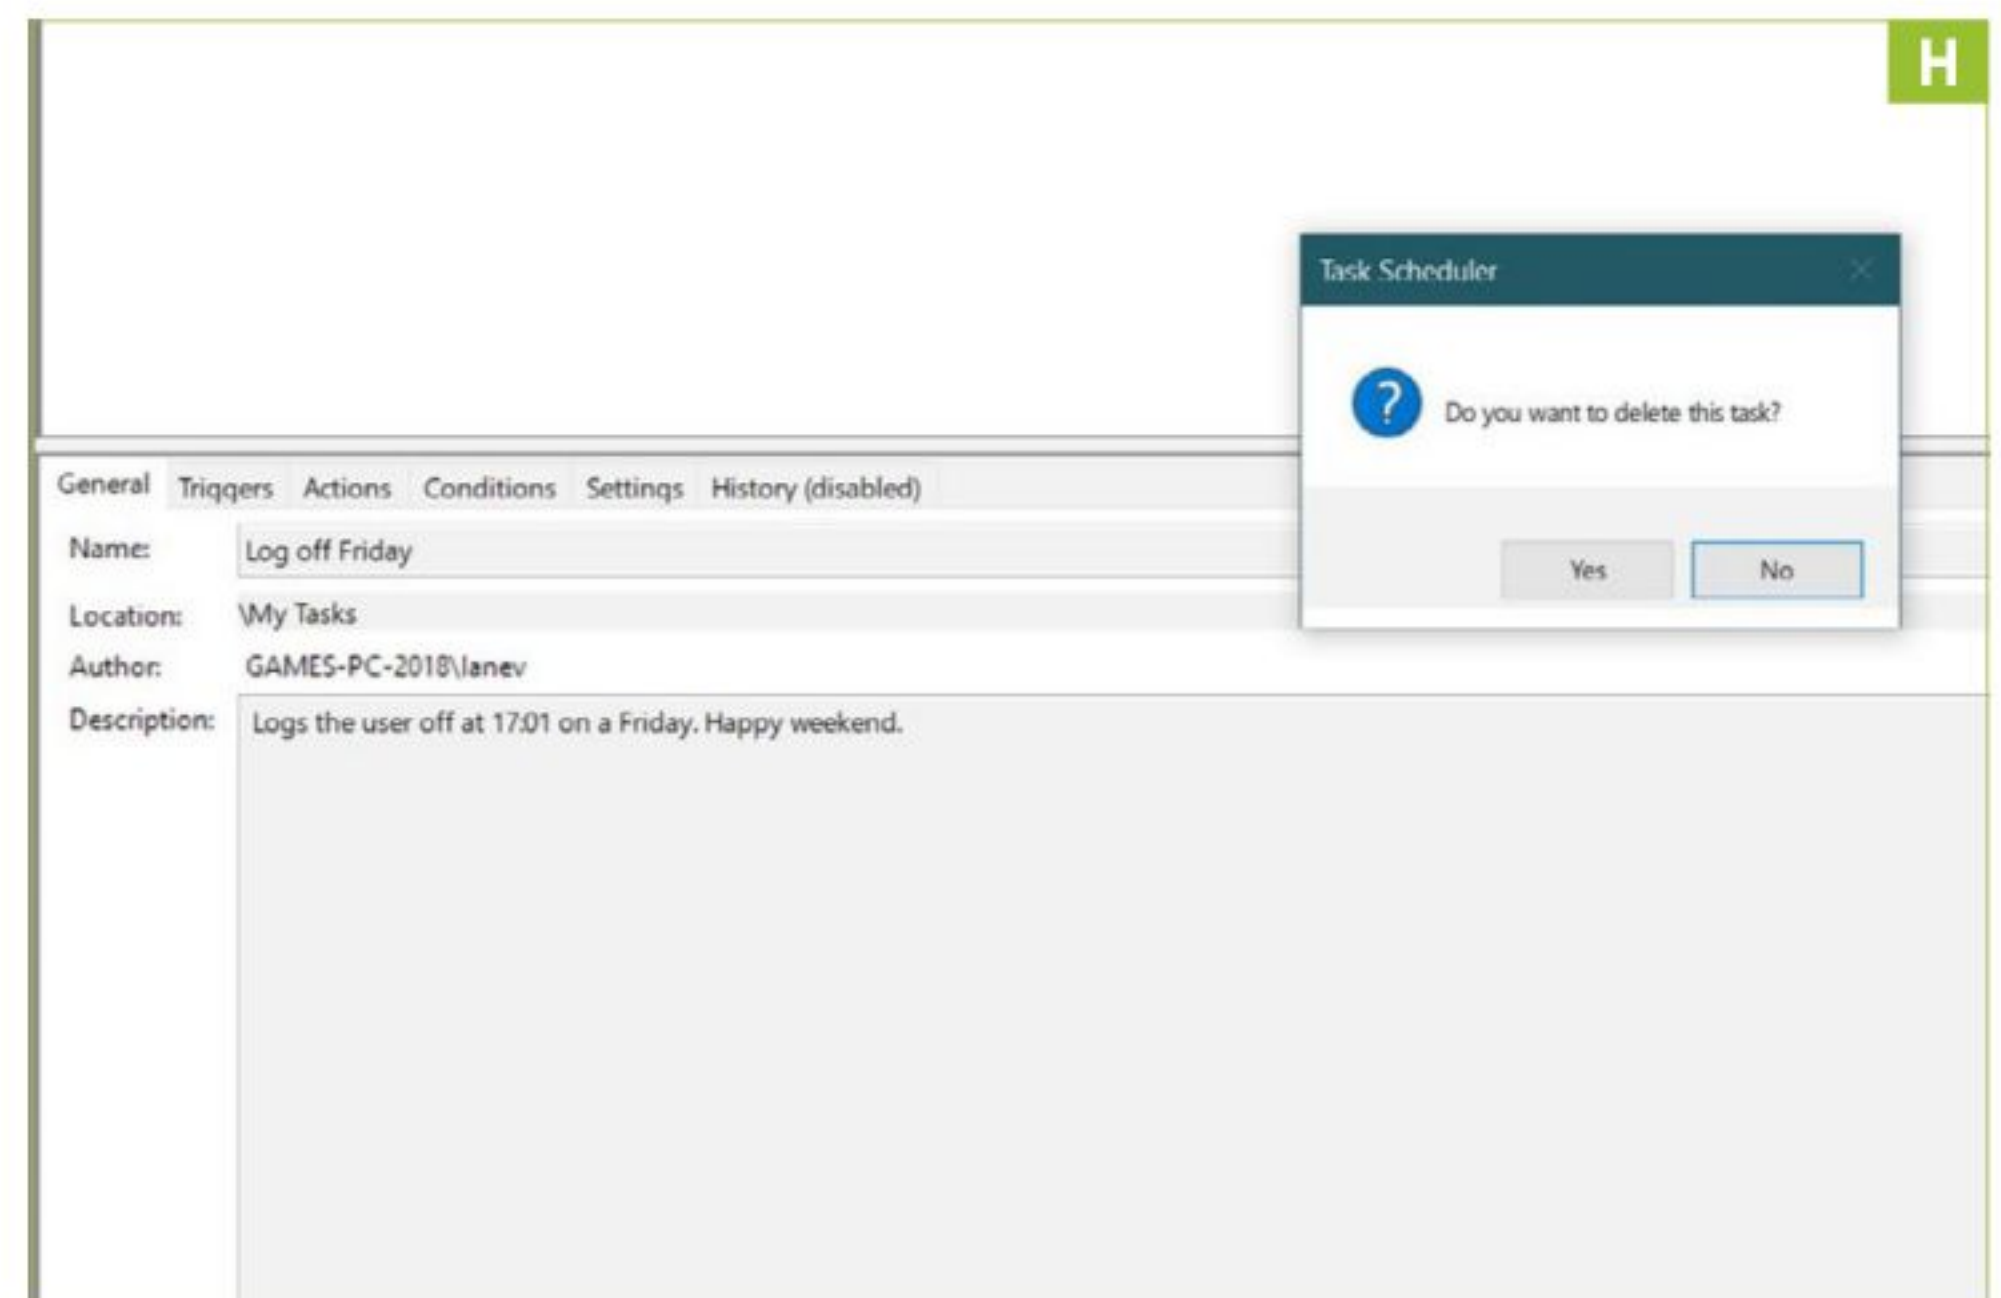 H
Task Scheduler
Do you want to delete this task?
Yes No
General Triggers Actions Conditions Settings History (disabled)
Name: Log off Friday
Location: \My Tasks
Author: GAMES-PC-2018\lanev
Description: Logs the user off at 17:01 on a Friday. Happy weekend.